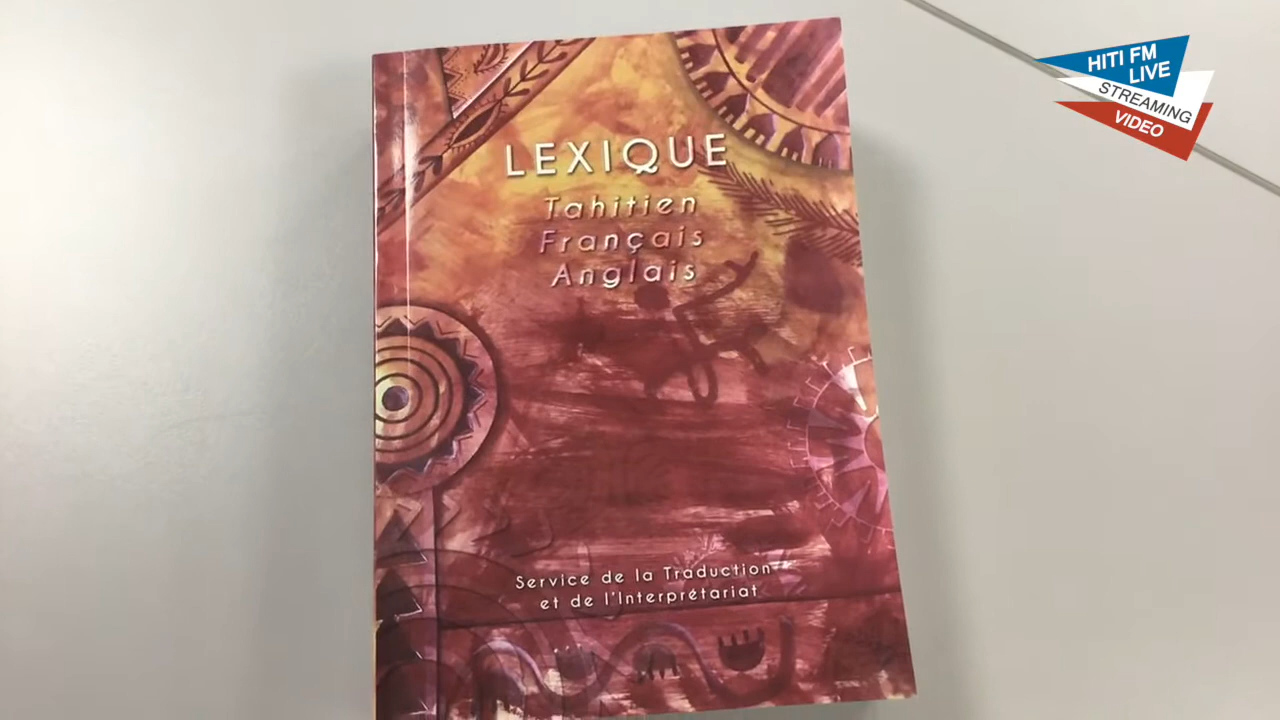 HITI FM
LIVE
STREAMING
VIDEO
LEXIQUE
Tahitien
Français
Anglais
Service de la Traduction
et de l'Interprétariat